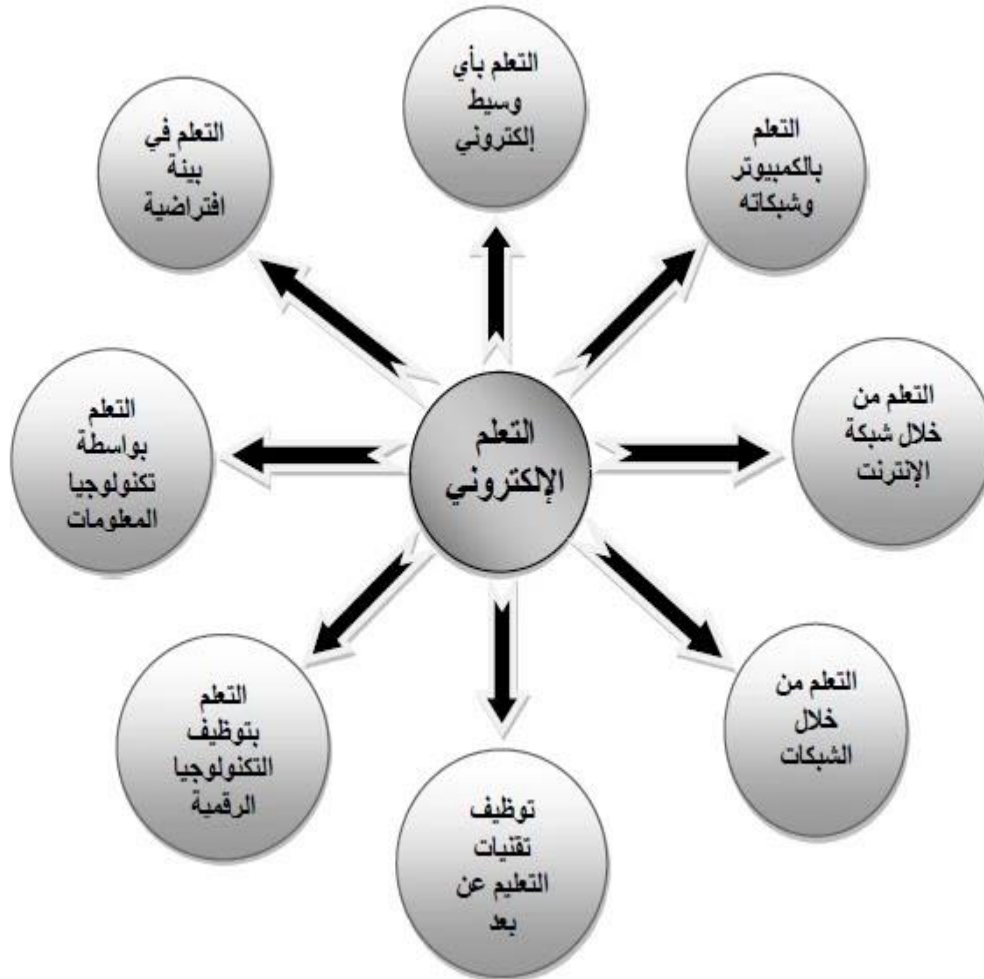 التعلم
الإلكتروني
التعلم بأي
وسيط
إلكتروني
التعلم
بالكمبيوتر
وشبكاته
التعلم من
خلال شبكة
الإنترنت
التعلم من
خلال
الشبكات
توظيف
تقنيات
التعليم عن
بعد
التعلم
بتوظيف
التكنولوجيا
الرقمية
التعلم
بواسطة
تكنولوجيا
المعلومات
التعلم في
بيئة
افتراضية